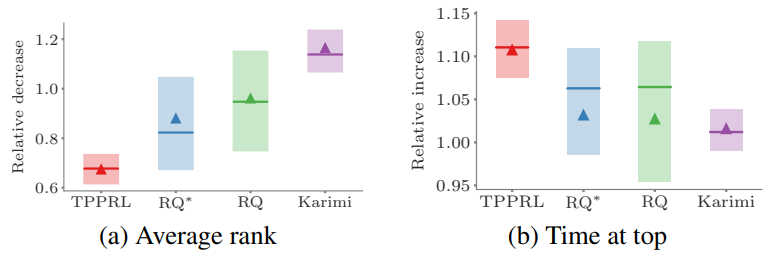 Relative decrease
1.2
1.0
0.8
0.6
TPPRL RQ* RQ Karimi
(a) Average rank
Relative increase
1.15
1.10
1.05
1.00
0.95
TPPRL RQ* RQ Karimi
(b) Time at top